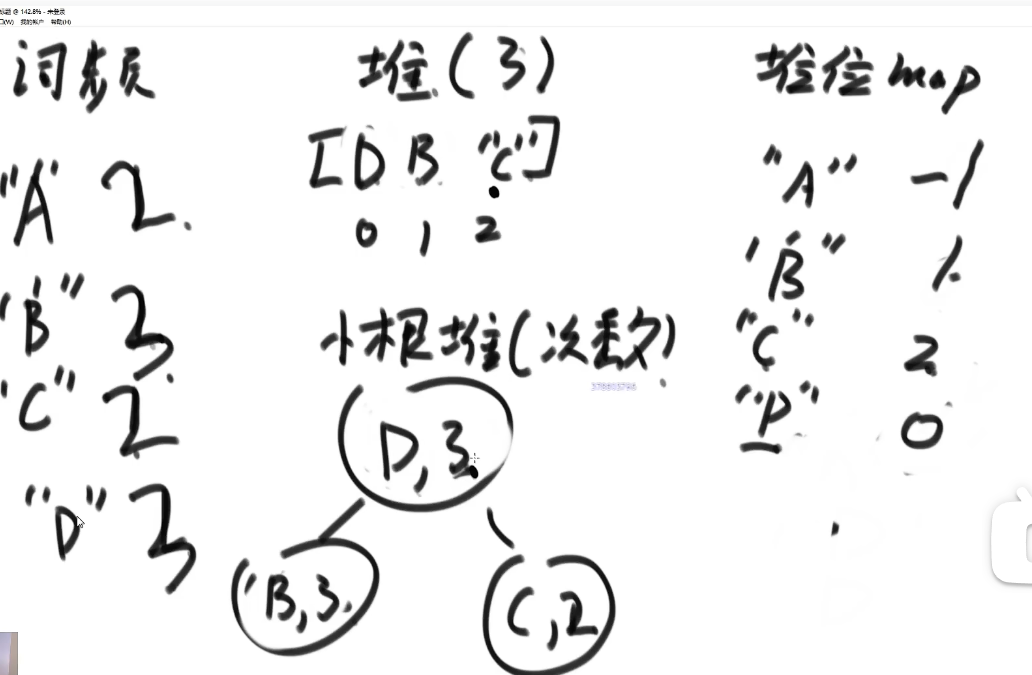 标题 @ 142.8% - 未登录
口(W) 我的帐户 帮助(H)
词频 堆(3) 堆位map
[D B "C"]
0 1 2
"A" 2 "A" -1
"B" 3 'B" 1
小根堆(次数)
'C" 2 "C" 2
"D" 3 "D" 0
D,3
'B,3 C,2